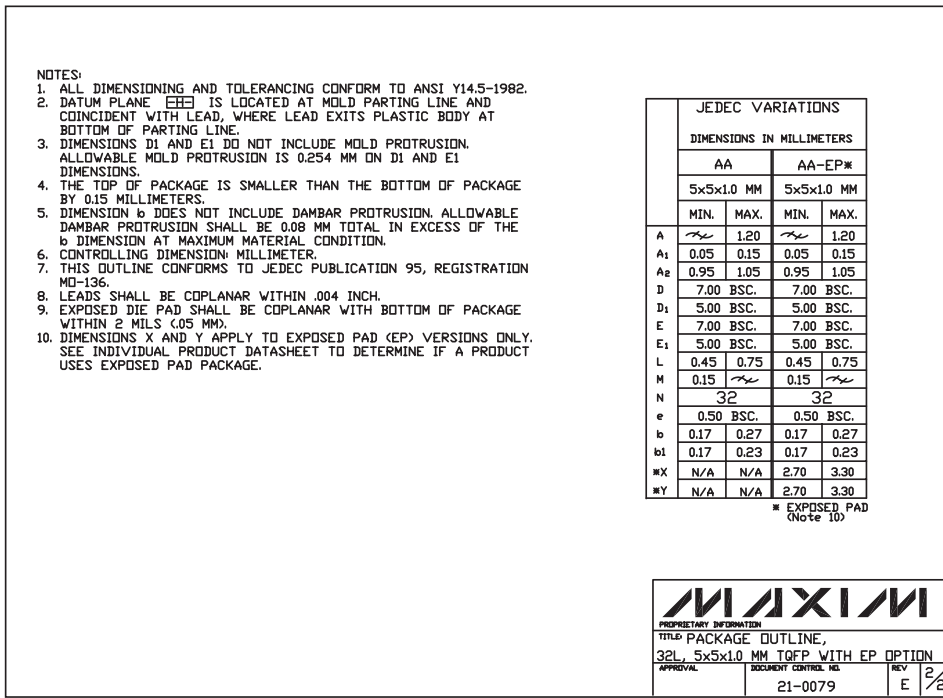 NOTES:
1. ALL DIMENSIONING AND TOLERANCING CONFORM TO ANSI Y14.5-1982.
2. DATUM PLANE -H- IS LOCATED AT MOLD PARTING LINE AND
COINCIDENT WITH LEAD, WHERE LEAD EXITS PLASTIC BODY AT
BOTTOM OF PARTING LINE.
3. DIMENSIONS D1 AND E1 DO NOT INCLUDE MOLD PROTRUSION.
ALLOWABLE MOLD PROTRUSION IS 0.254 MM ON D1 AND E1
DIMENSIONS.
4. THE TOP OF PACKAGE IS SMALLER THAN THE BOTTOM OF PACKAGE
BY 0.15 MILLIMETERS.
5. DIMENSION b DOES NOT INCLUDE DAMBAR PROTRUSION. ALLOWABLE
DAMBAR PROTRUSION SHALL BE 0.08 MM TOTAL IN EXCESS OF THE
b DIMENSION AT MAXIMUM MATERIAL CONDITION.
6. CONTROLLING DIMENSION: MILLIMETER.
7. THIS OUTLINE CONFORMS TO JEDEC PUBLICATION 95, REGISTRATION
MO-136.
8. LEADS SHALL BE COPLANAR WITHIN .004 INCH.
9. EXPOSED DIE PAD SHALL BE COPLANAR WITH BOTTOM OF PACKAGE
WITHIN 2 MILS (.05 MM).
10. DIMENSIONS X AND Y APPLY TO EXPOSED PAD (EP) VERSIONS ONLY.
SEE INDIVIDUAL PRODUCT DATASHEET TO DETERMINE IF A PRODUCT
USES EXPOSED PAD PACKAGE.
JEDEC VARIATIONS
DIMENSIONS IN MILLIMETERS
AA AA-EP*
5x5x1.0 MM 5x5x1.0 MM
MIN. MAX. MIN. MAX.
A 1.20 1.20
A1 0.05 0.15 0.05 0.15
A2 0.95 1.05 0.95 1.05
D 7.00 BSC. 7.00 BSC.
D1 5.00 BSC. 5.00 BSC.
E 7.00 BSC. 7.00 BSC.
E1 5.00 BSC. 5.00 BSC.
L 0.45 0.75 0.45 0.75
M 0.15 0.15
N 32 32
e 0.50 BSC. 0.50 BSC.
b 0.17 0.27 0.17 0.27
b1 0.17 0.23 0.17 0.23
*X N/A N/A 2.70 3.30
*Y N/A N/A 2.70 3.30
* EXPOSED PAD
(Note 10)
MAXIM
PROPRIETARY INFORMATION
TITLE: PACKAGE OUTLINE,
32L, 5x5x1.0 MM TQFP WITH EP OPTION
APPROVAL DOCUMENT CONTROL NO. REV
21-0079 E 2/2